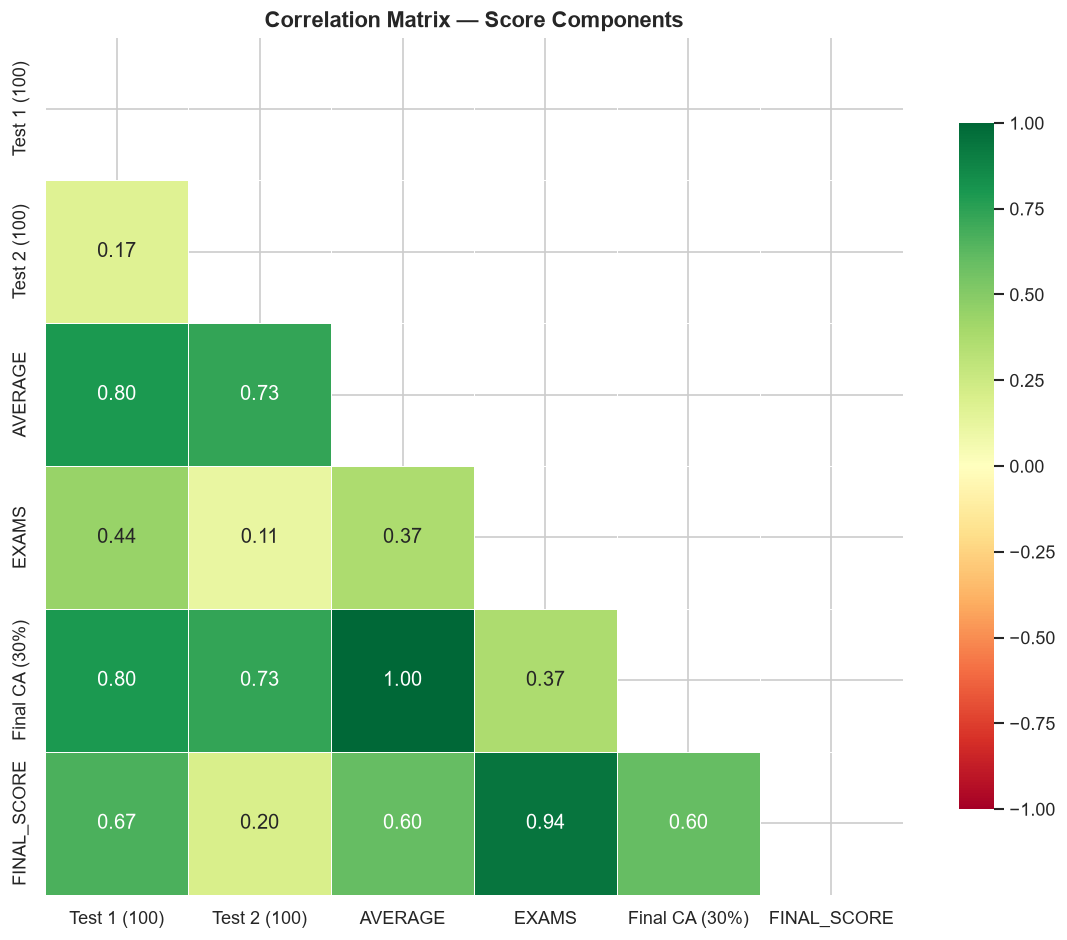 Correlation Matrix — Score Components
Test 1 (100)
Test 2 (100)
0.17
AVERAGE
0.80 0.73
EXAMS
0.44 0.11 0.37
Final CA (30%)
0.80 0.73 1.00 0.37
FINAL_SCORE
0.67 0.20 0.60 0.94 0.60
Test 1 (100) Test 2 (100) AVERAGE EXAMS Final CA (30%) FINAL_SCORE
1.00
0.75
0.50
0.25
0.00
−0.25
−0.50
−0.75
−1.00